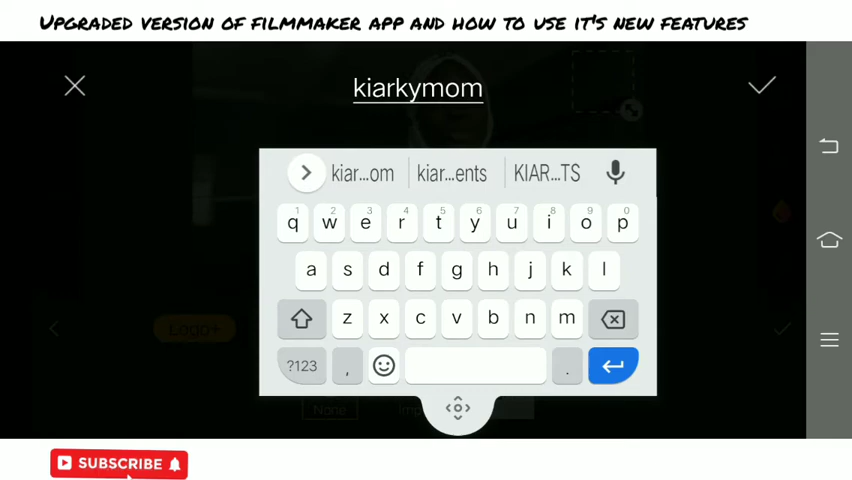 UPGRADED VERSION OF FILMMAKER APP AND HOW TO USE IT'S NEW FEATURES
kiarkymom
kiar...om kiar...ents KIAR...TS
1 2 3 4 5 6 7 8 9 0
q w e r t y u i o p
a s d f g h j k l
z x c v b n m
Logo+
?123 , .
None Imp
SUBSCRIBE